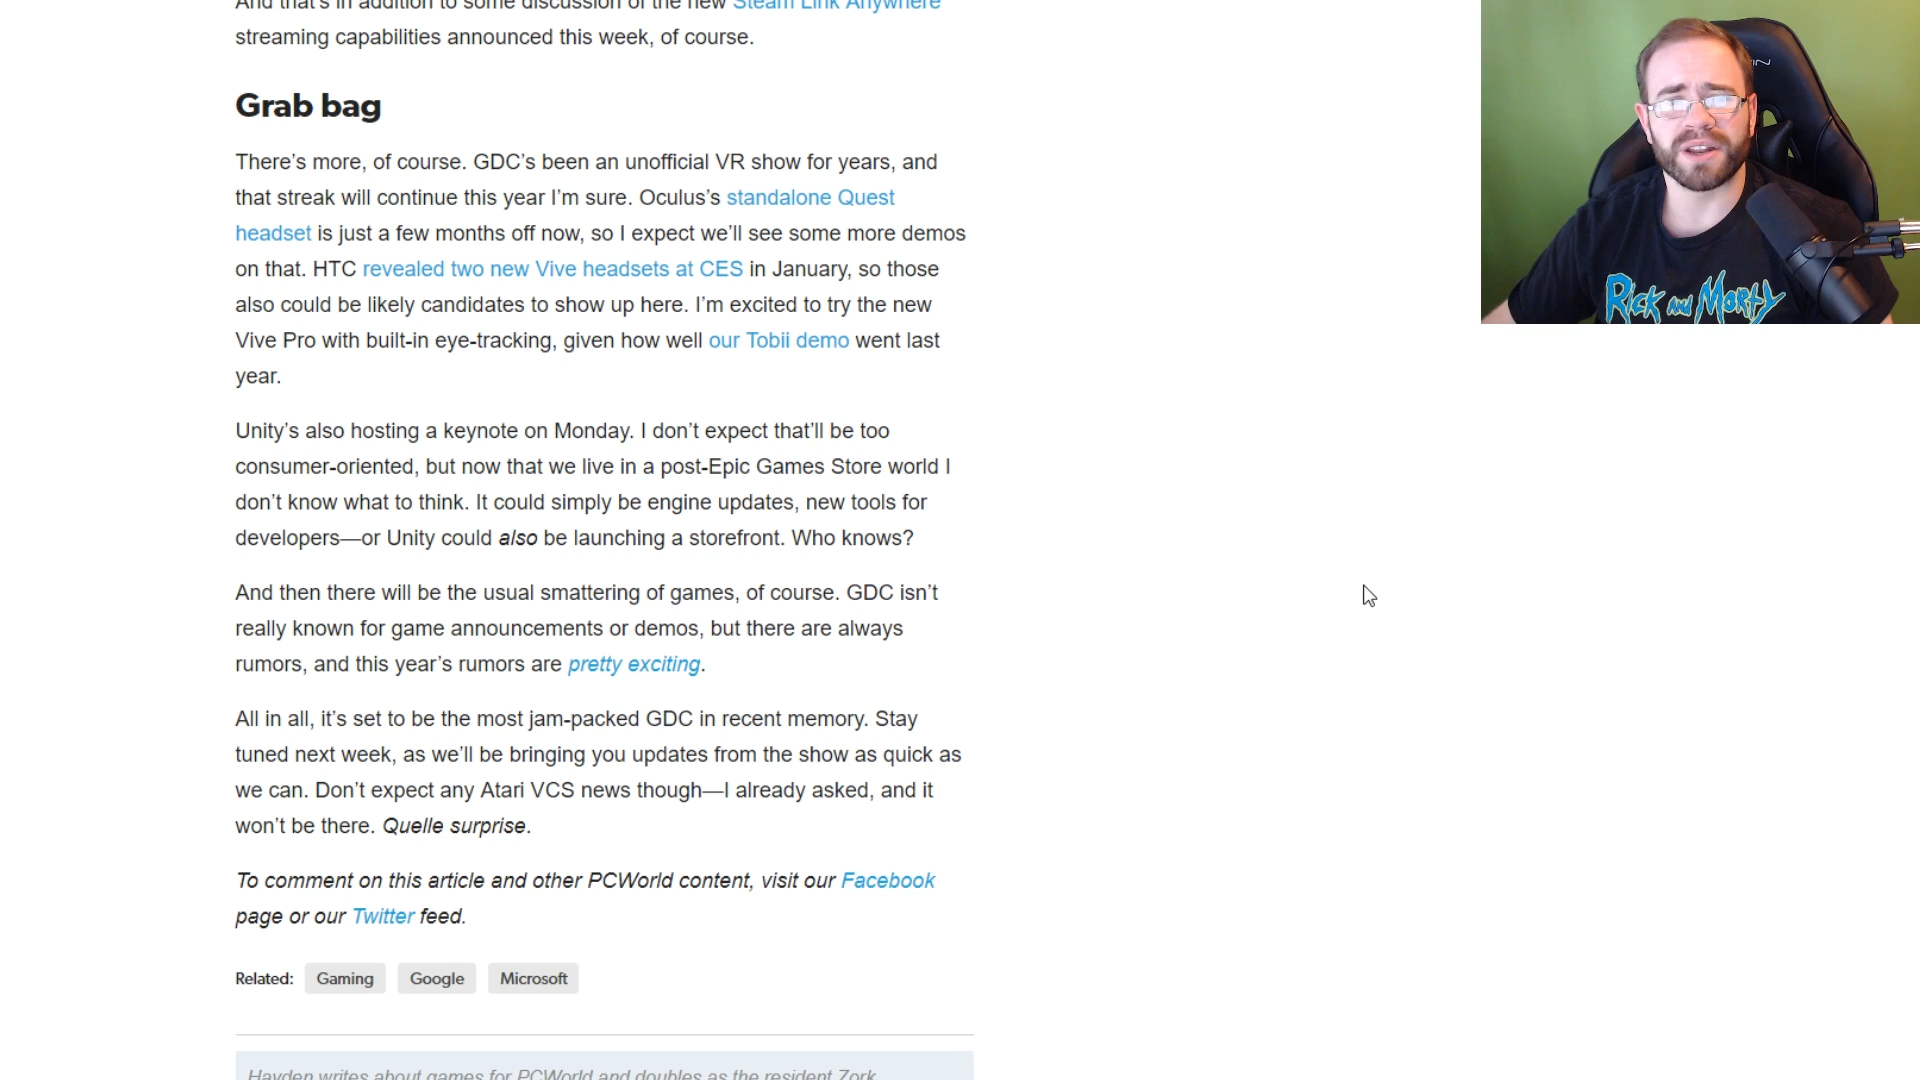 And that's in addition to some discussion of the new Steam Link Anywhere
streaming capabilities announced this week, of course.
Grab bag
There's more, of course. GDC's been an unofficial VR show for years, and
that streak will continue this year I'm sure. Oculus's standalone Quest
headset is just a few months off now, so I expect we'll see some more demos
on that. HTC revealed two new Vive headsets at CES in January, so those
also could be likely candidates to show up here. I'm excited to try the new
Vive Pro with built-in eye-tracking, given how well our Tobii demo went last
year.
Unity's also hosting a keynote on Monday. I don't expect that'll be too
consumer-oriented, but now that we live in a post-Epic Games Store world I
don't know what to think. It could simply be engine updates, new tools for
developers—or Unity could also be launching a storefront. Who knows?
And then there will be the usual smattering of games, of course. GDC isn't
really known for game announcements or demos, but there are always
rumors, and this year's rumors are pretty exciting.
All in all, it's set to be the most jam-packed GDC in recent memory. Stay
tuned next week, as we'll be bringing you updates from the show as quick as
we can. Don't expect any Atari VCS news though—I already asked, and it
won't be there. Quelle surprise.
To comment on this article and other PCWorld content, visit our Facebook
page or our Twitter feed.
Related: Gaming Google Microsoft
Hayden writes about games for PCWorld and doubles as the resident Zork
Rick and Morty